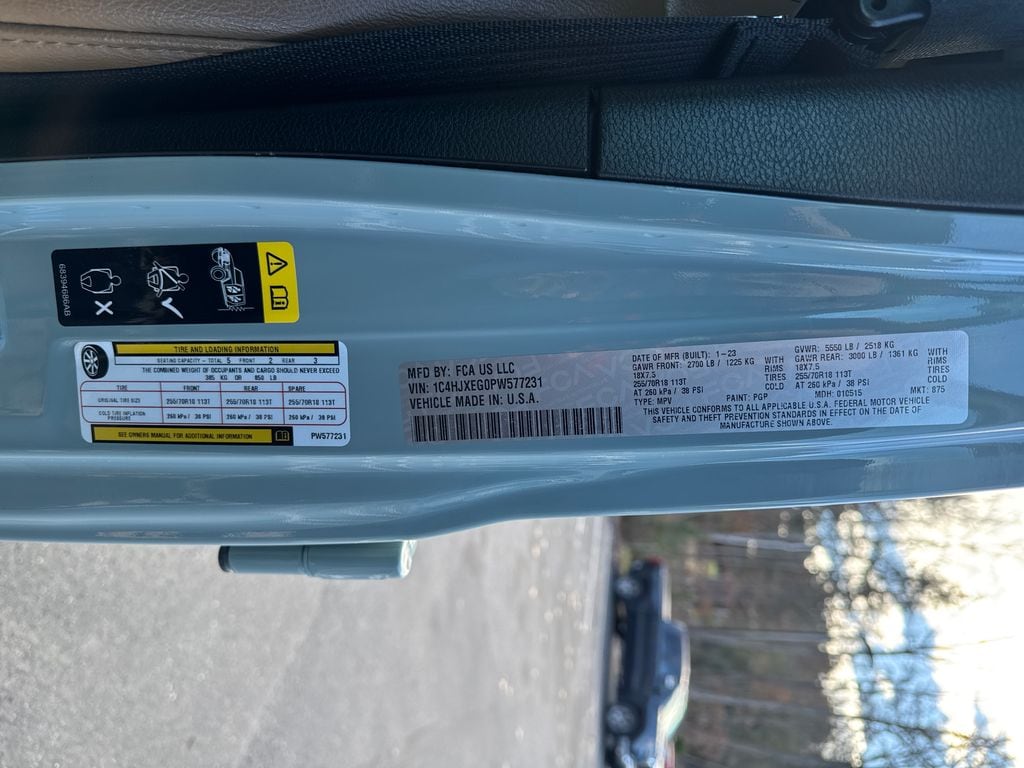 68394686AB
TIRE AND LOADING INFORMATION
SEATING CAPACITY - TOTAL 5 FRONT 2 REAR 3
THE COMBINED WEIGHT OF OCCUPANTS AND CARGO SHOULD NEVER EXCEED
385 KG OR 850 LB
TIRE FRONT REAR SPARE
ORIGINAL TIRE SIZE 255/70R18 113T 255/70R18 113T 255/70R18 113T
COLD TIRE INFLATION PRESSURE 260 kPa / 38 PSI 260 kPa / 38 PSI 260 kPa / 38 PSI
SEE OWNERS MANUAL FOR ADDITIONAL INFORMATION PW577231
MFD BY: FCA US LLC
VIN: 1C4HJXEG0PW577231
VEHICLE MADE IN: U.S.A.
DATE OF MFR (BUILT) 1-23 GVWR: 5550 LB / 2518 KG
GAWR FRONT: 2700 LB / 1225 KG WITH GAWR REAR: 3000 LB / 1361 KG WITH
18X7.5 RIMS 18X7.5 RIMS
255/70R18 113T TIRES 255/70R18 113T TIRES
AT 260 kPa / 38 PSI COLD AT 260 kPa / 38 PSI COLD
TYPE: MPV PAINT: PGP MDH: 010515 MKT: 875
THIS VEHICLE CONFORMS TO ALL APPLICABLE U.S.A. FEDERAL MOTOR VEHICLE
SAFETY AND THEFT PREVENTION STANDARDS IN EFFECT ON THE DATE OF
MANUFACTURE SHOWN ABOVE.